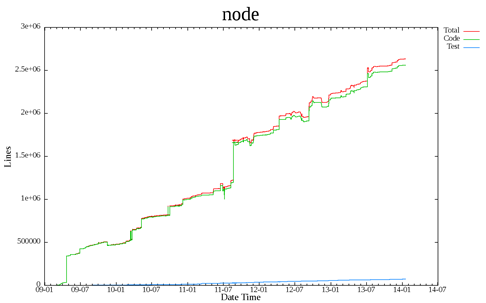 node
3e+06
2.5e+06
2e+06
1.5e+06
1e+06
500000
0
Lines
Total
Code
Test
09-01 09-07 10-01 10-07 11-01 11-07 12-01 12-07 13-01 13-07 14-01 14-07
Date Time